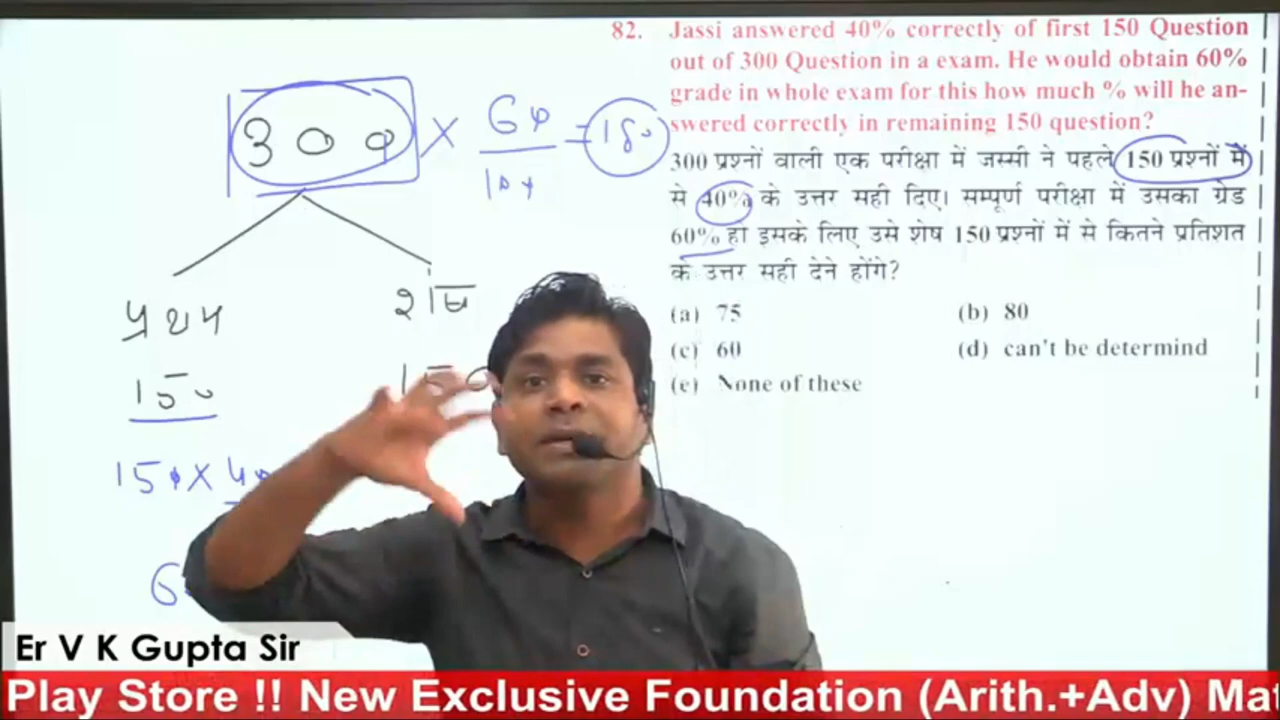 82. Jassi answered 40% correctly of first 150 Question
out of 300 Question in a exam. He would obtain 60%
grade in whole exam for this how much % will he an-
swered correctly in remaining 150 question?
300 प्रश्नों वाली एक परीक्षा में जस्सी ने पहले 150 प्रश्नों में
से 40% के उत्तर सही दिए। सम्पूर्ण परीक्षा में उसका ग्रेड
60% हो इसके लिए उसे शेष 150 प्रश्नों में से कितने प्रतिशत
के उत्तर सही देने होंगे?
(a) 75 (b) 80
(c) 60 (d) can't be determind
(e) None of these
300 × 60/100 = 180
प्रथम शेष
150 150
150 × 40
Er V K Gupta Sir
Play Store !! New Exclusive Foundation (Arith.+Adv)